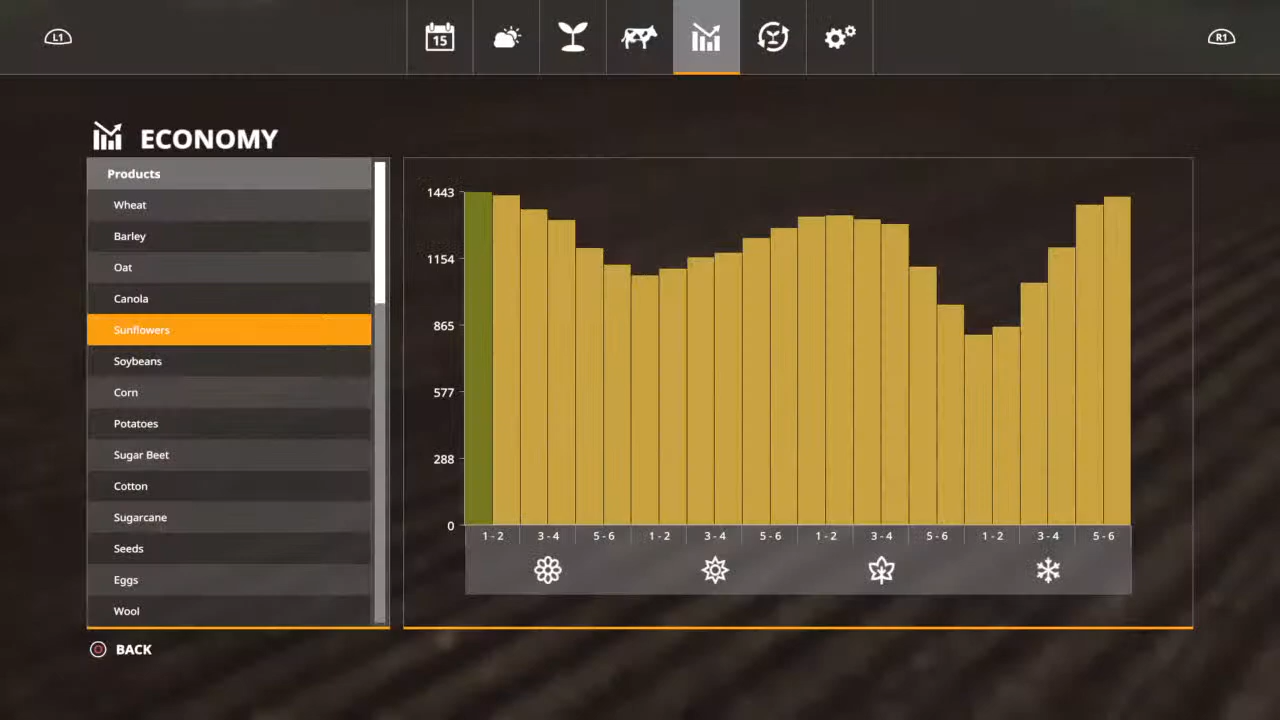 L1
15
R1
ECONOMY
Products
Wheat
Barley
Oat
Canola
Sunflowers
Soybeans
Corn
Potatoes
Sugar Beet
Cotton
Sugarcane
Seeds
Eggs
Wool
1443
1154
865
577
288
0
1 - 2 3 - 4 5 - 6 1 - 2 3 - 4 5 - 6 1 - 2 3 - 4 5 - 6 1 - 2 3 - 4 5 - 6
BACK